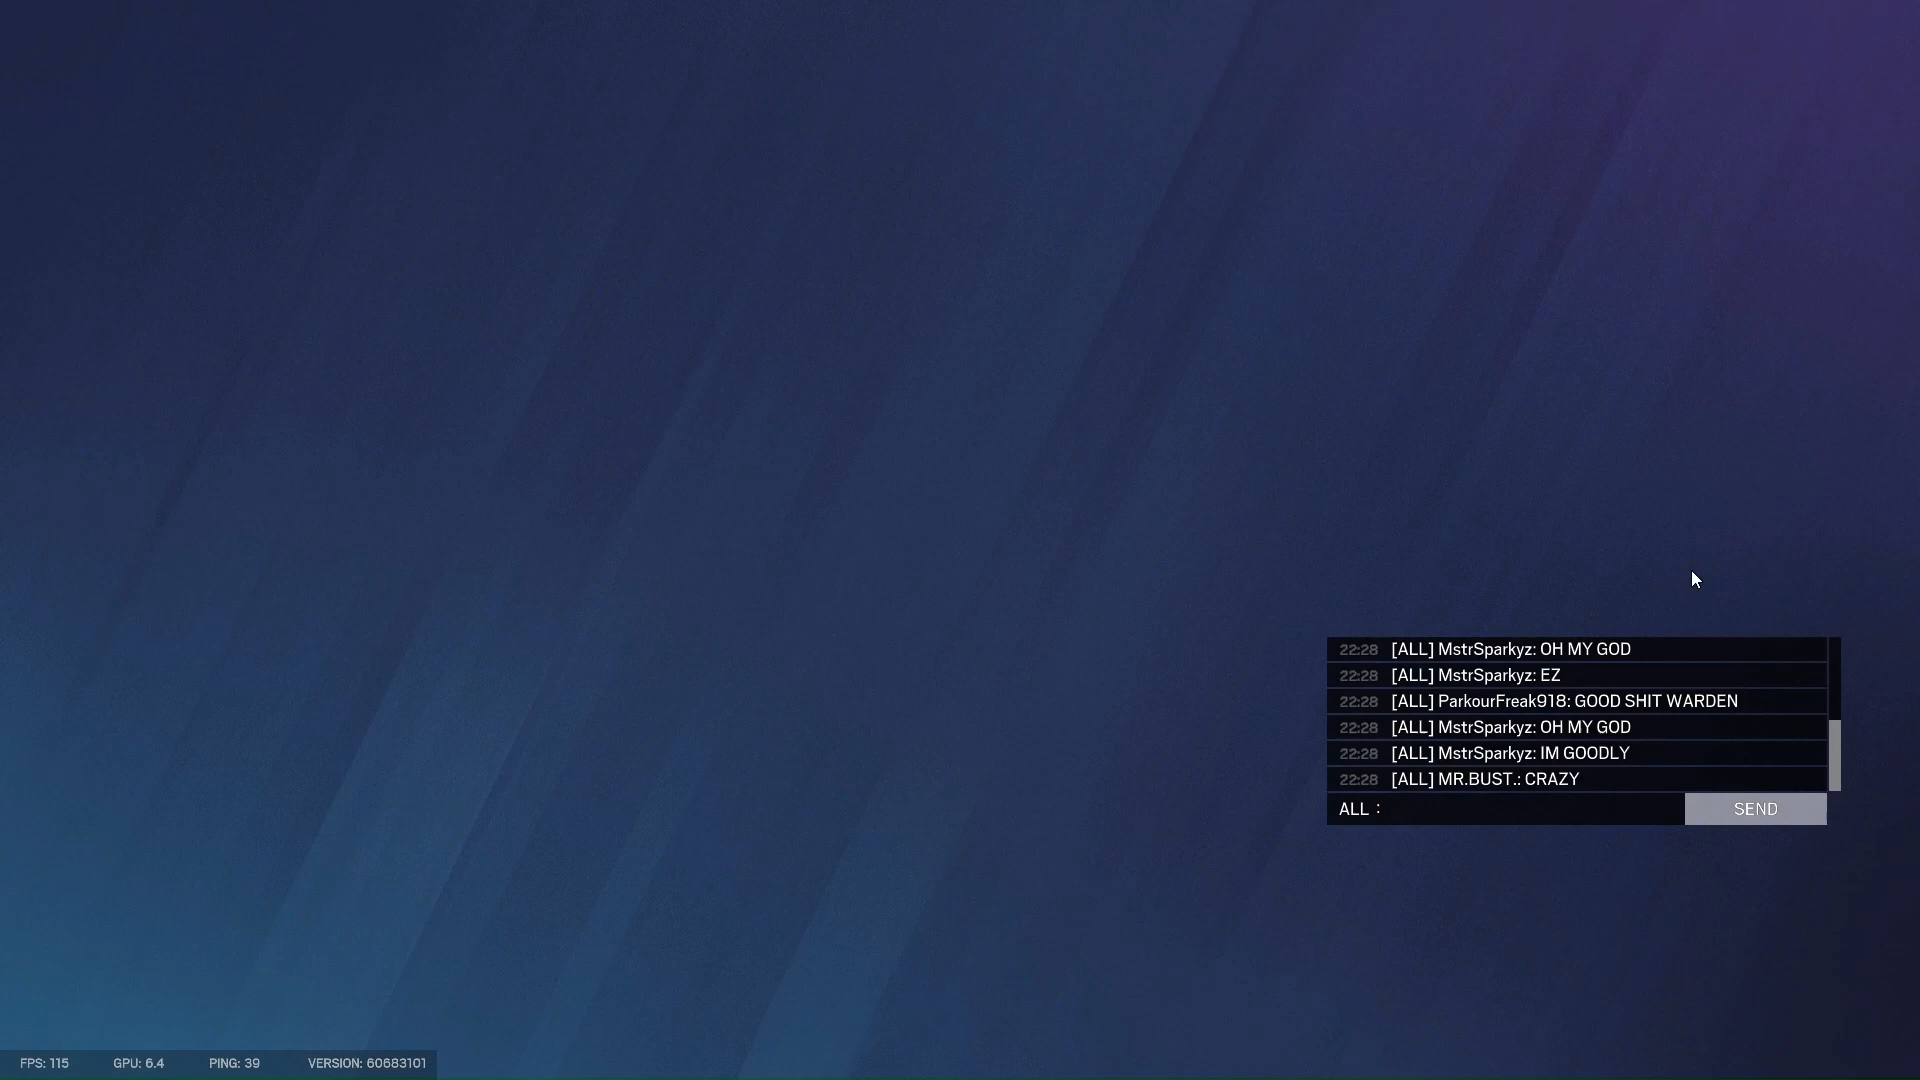 22:28 [ALL] MstrSparkyz: OH MY GOD
22:28 [ALL] MstrSparkyz: EZ
22:28 [ALL] ParkourFreak918: GOOD SHIT WARDEN
22:28 [ALL] MstrSparkyz: OH MY GOD
22:28 [ALL] MstrSparkyz: IM GOODLY
22:28 [ALL] MR.BUST.: CRAZY
ALL : SEND
FPS: 115 GPU: 6.4 PING: 39 VERSION: 60683101